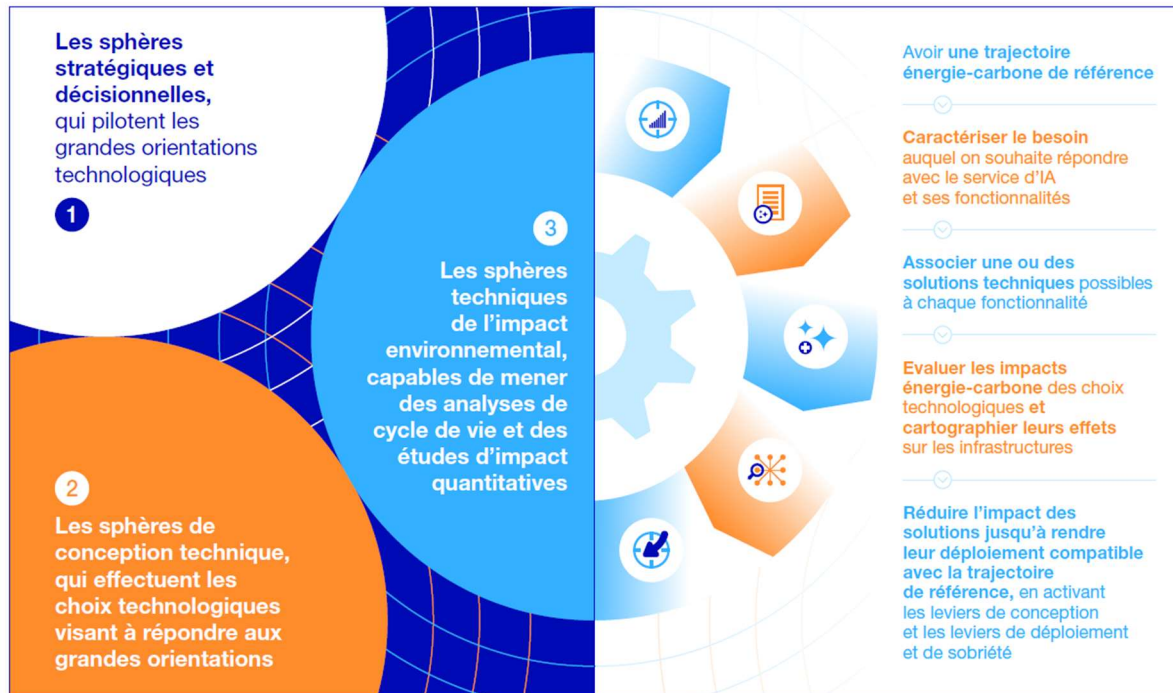 Les sphères
stratégiques et
décisionnelles,
qui pilotent les
grandes orientations
technologiques
1
2
Les sphères de
conception technique,
qui effectuent les
choix technologiques
visant à répondre aux
grandes orientations
3
Les sphères
techniques
de l’impact
environnemental,
capables de mener
des analyses de
cycle de vie et des
études d’impact
quantitatives
Avoir une trajectoire
énergie-carbone de référence
Caractériser le besoin
auquel on souhaite répondre
avec le service d’IA
et ses fonctionnalités
Associer une ou des
solutions techniques possibles
à chaque fonctionnalité
Evaluer les impacts
énergie-carbone des choix
technologiques et
cartographier leurs effets
sur les infrastructures
Réduire l’impact des
solutions jusqu’à rendre
leur déploiement compatible
avec la trajectoire
de référence, en activant
les leviers de conception
et les leviers de déploiement
et de sobriété